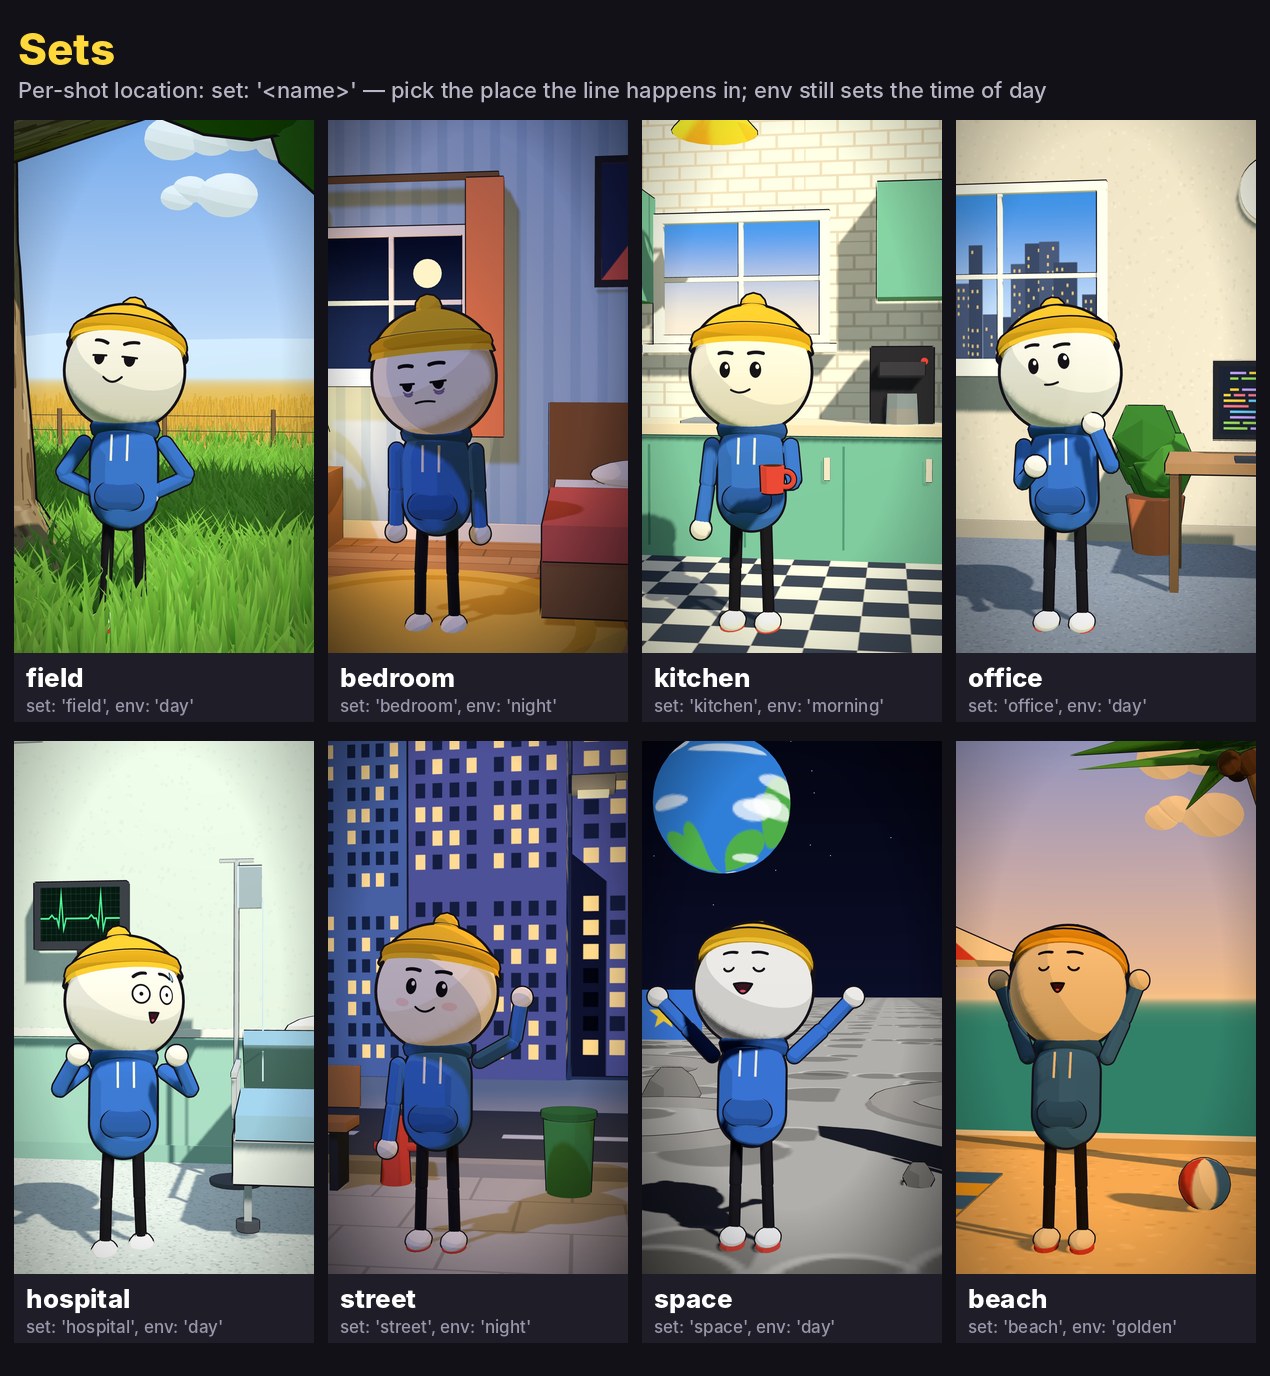 Sets
Per-shot location: set: '<name>' — pick the place the line happens in; env still sets the time of day
field
set: 'field', env: 'day'
bedroom
set: 'bedroom', env: 'night'
kitchen
set: 'kitchen', env: 'morning'
office
set: 'office', env: 'day'
hospital
set: 'hospital', env: 'day'
street
set: 'street', env: 'night'
space
set: 'space', env: 'day'
beach
set: 'beach', env: 'golden'